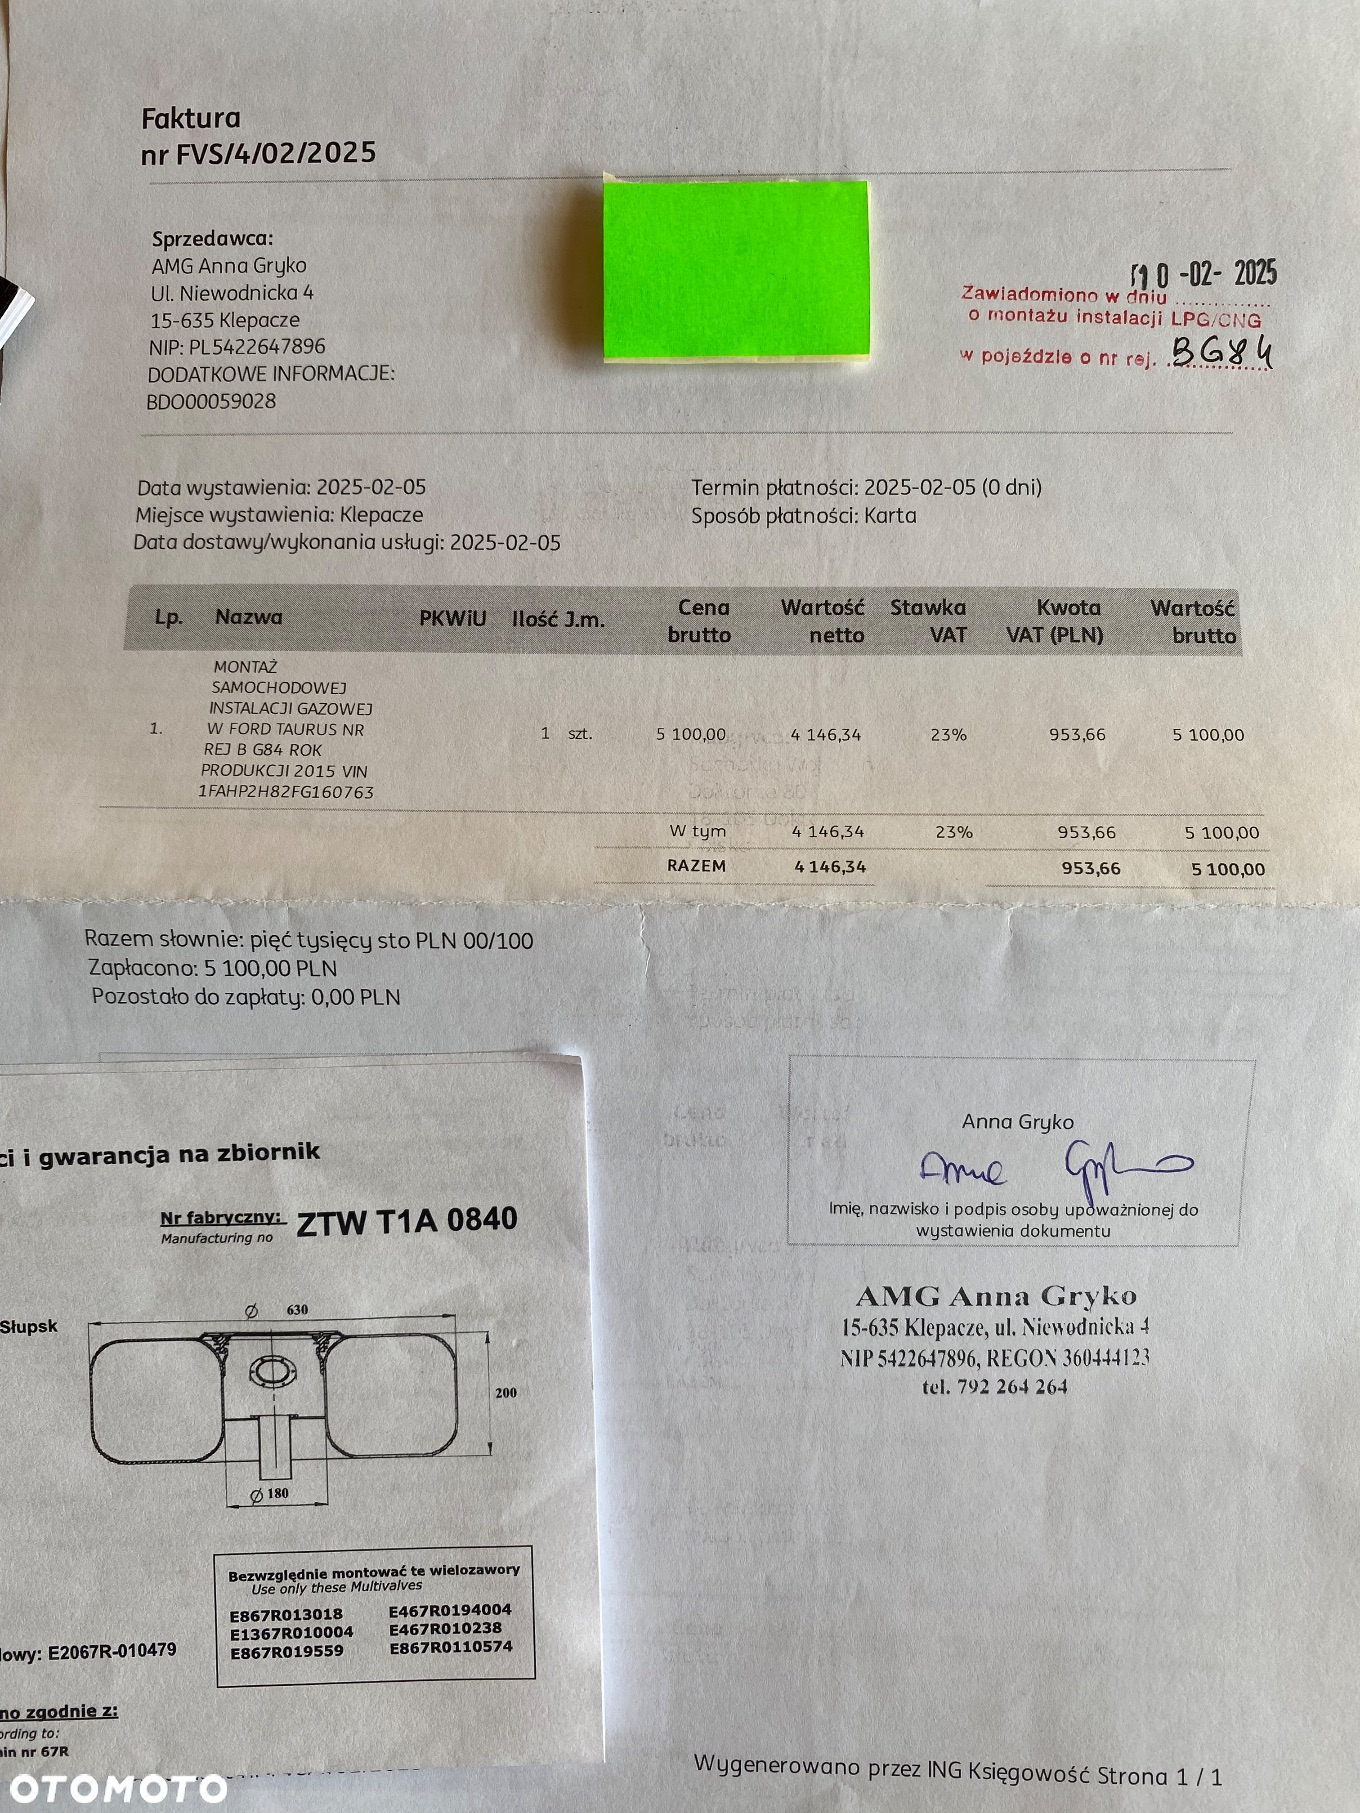 Faktura
nr FVS/4/02/2025
Sprzedawca:
AMG Anna Gryko
Ul. Niewodnicka 4
15-635 Klepacze
NIP: PL5422647896
DODATKOWE INFORMACJE:
BDO00059028
10 -02- 2025
Zawiadomiono w dniu ..............
o montażu instalacji LPG/CNG
w pojeździe o nr rej. BG84
Data wystawienia: 2025-02-05
Miejsce wystawienia: Klepacze
Data dostawy/wykonania usługi: 2025-02-05
Termin płatności: 2025-02-05 (0 dni)
Sposób płatności: Karta
Lp. Nazwa PKWiU Ilość J.m. Cena brutto Wartość netto Stawka VAT Kwota VAT (PLN) Wartość brutto
MONTAŻ
SAMOCHODOWEJ
INSTALACJI GAZOWEJ
1. W FORD TAURUS NR 1 szt. 5 100,00 4 146,34 23% 953,66 5 100,00
REJ B G84 ROK
PRODUKCJI 2015 VIN
1FAHP2H82FG160763
W tym 4 146,34 23% 953,66 5 100,00
RAZEM 4 146,34 953,66 5 100,00
Razem słownie: pięć tysięcy sto PLN 00/100
Zapłacono: 5 100,00 PLN
Pozostało do zapłaty: 0,00 PLN
ci i gwarancja na zbiornik
Nr fabryczny: ZTW T1A 0840
Manufacturing no
Słupsk
Ø 630
200
Ø 180
Bezwzględnie montować te wielozawory
Use only these Multivalves
E867R013018 E467R0194004
E1367R010004 E467R010238
E867R019559 E867R0110574
lowy: E2067R-010479
no zgodnie z:
ording to:
in nr 67R
Anna Gryko
Anna Gryko
Imię, nazwisko i podpis osoby upoważnionej do
wystawienia dokumentu
AMG Anna Gryko
15-635 Klepacze, ul. Niewodnicka 4
NIP 5422647896, REGON 360444123
tel. 792 264 264
Wygenerowano przez ING Księgowość Strona 1 / 1
OTOMOTO